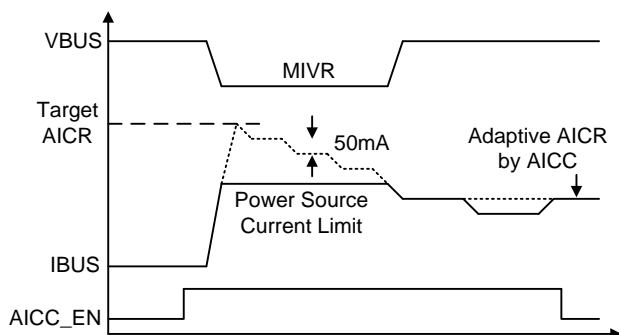 VBUS
MIVR
Target
AICR
50mA
Adaptive AICR
by AICC
Power Source
Current Limit
IBUS
AICC_EN